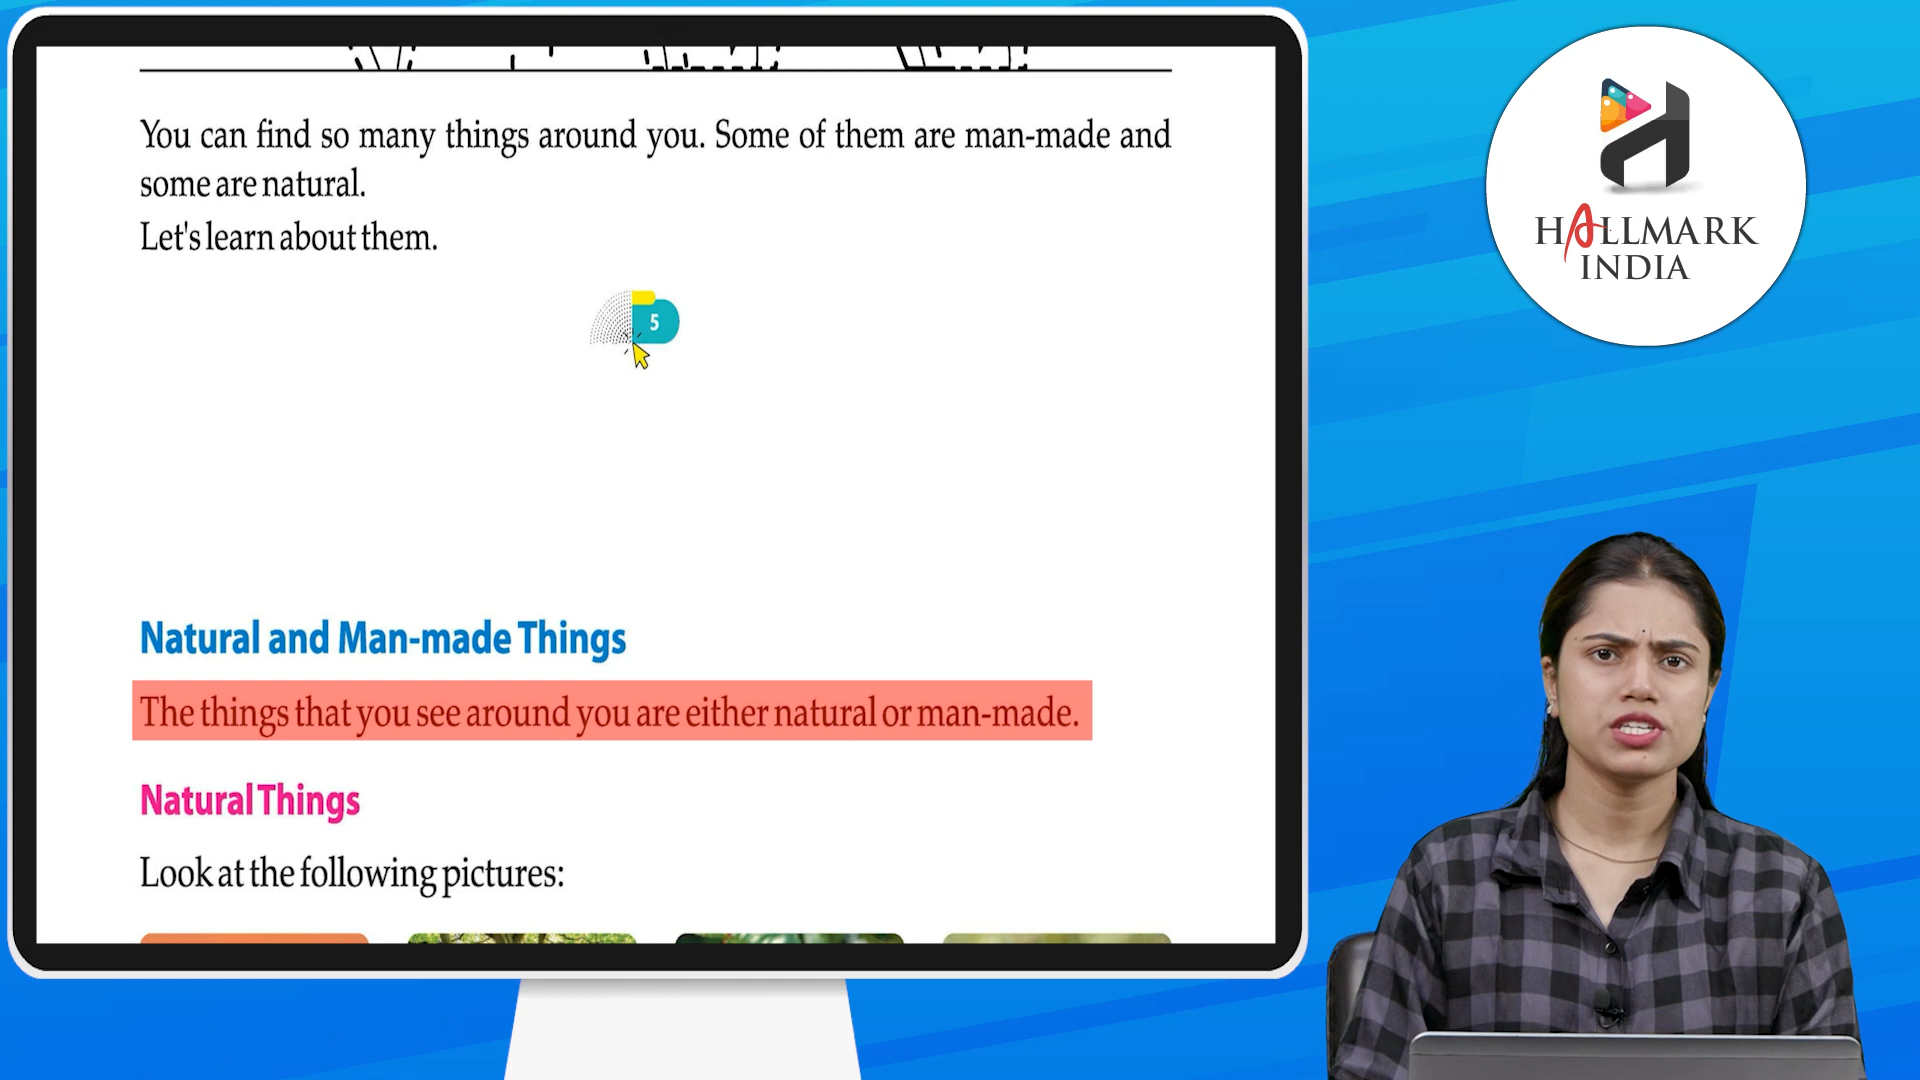 You can find so many things around you. Some of them are man-made and
some are natural.
Let's learn about them.
5
Natural and Man-made Things
The things that you see around you are either natural or man-made.
Natural Things
Look at the following pictures:
HALLMARK
INDIA